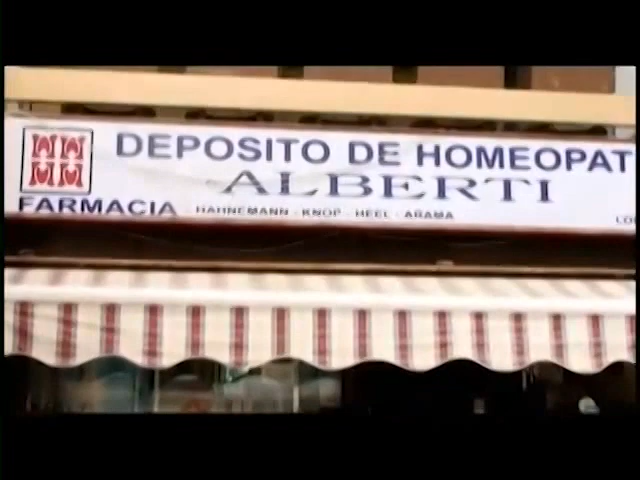 DEPOSITO DE HOMEOPAT
ALBERTI
FARMACIA HAHNEMANN - KNOP - HEEL - ARAMA